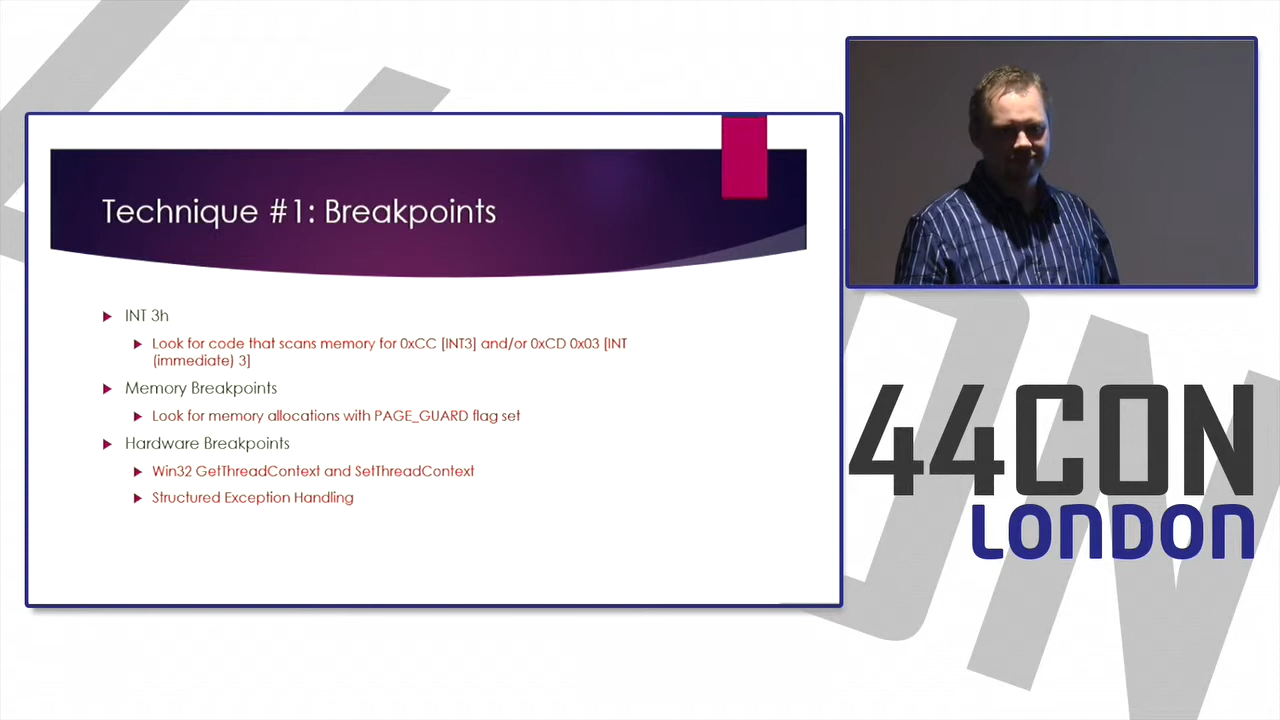 Technique #1: Breakpoints
INT 3h
Look for code that scans memory for 0xCC [INT3] and/or 0xCD 0x03 [INT
(immediate) 3]
Memory Breakpoints
Look for memory allocations with PAGE_GUARD flag set
Hardware Breakpoints
Win32 GetThreadContext and SetThreadContext
Structured Exception Handling
44CON
LONDON